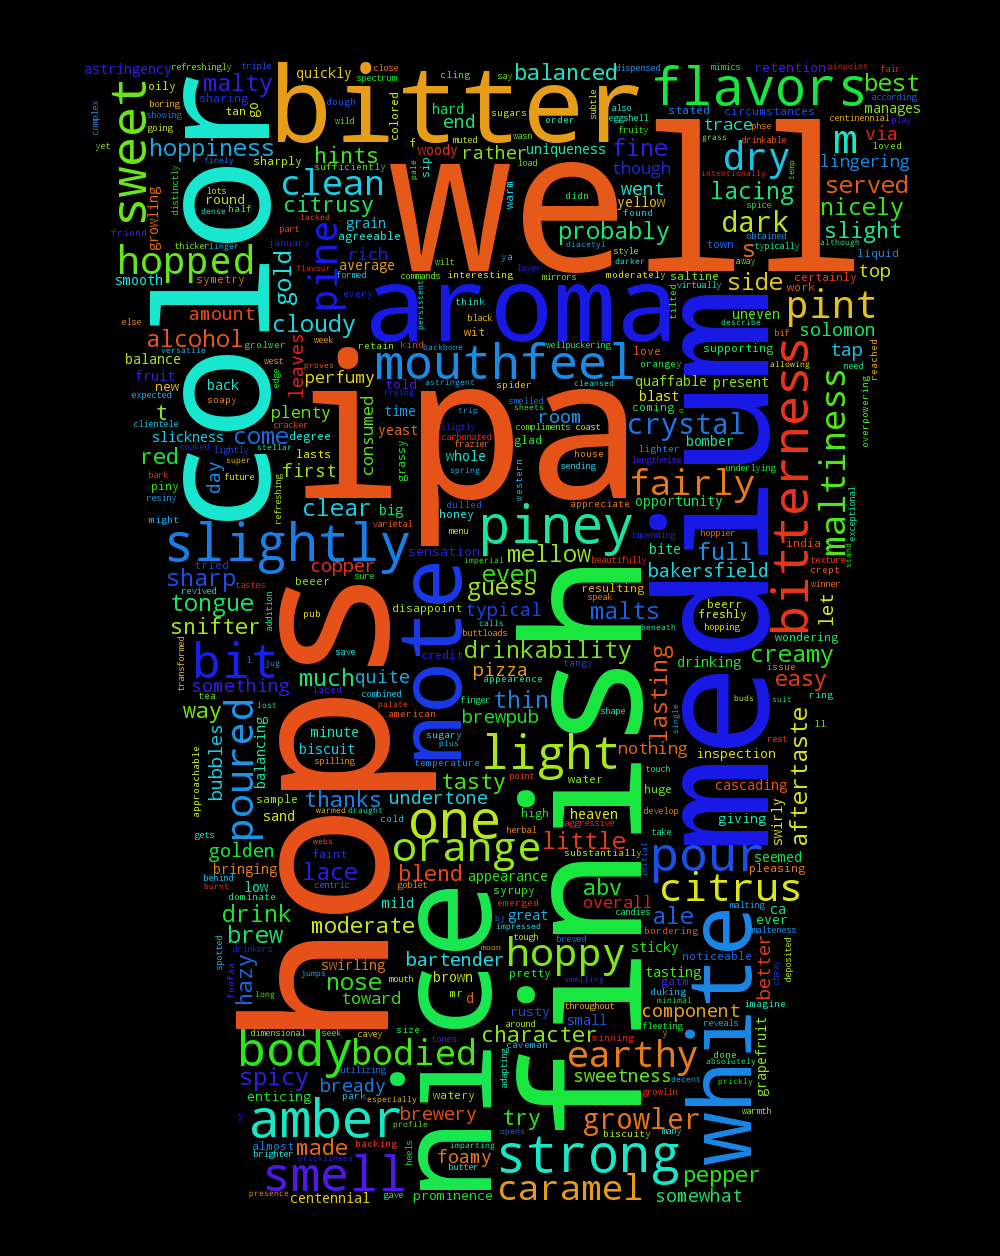 astringency refreshingly triple
malty
sharing
oily
boring
showing
going
tan
go
complex
yet
sweet
color
bitter
quickly
close
spectrum
cling
say
balanced
dispensed
flavors
mimics
retention
pinpoint
fair
best
according
manages
play
loved
centinennial
circumstances
stated
via
m
hoppiness
finely
sharply
dough
wild
colored
hard
end
sugars
order
subtle
also
eggshell
fruity
hints
sufficiently
f
muted
wasn
woody
rather
uniqueness
fine
though
trace
phse
drinkable
grass
dry
intentionally
temp
lingering
served
well
clean
citrusy
pale
sip
load
warm
went
yellow
found
didn
probably
diacetyl
style
darker
lacing
spice
dark
obtained
town
typically
s
away
nicely
slight
although
liquid
top
certainly
distinctly
growling
friend
lots
round
dense
half
lacked
part
thicker
linger
january
grain
agreeable
pine
rich
average
hopped
smooth
symetry
flavour
formed
wilt
every
gold
ya
layer
commands
interesting
mirrors
moderately
saltine
virtually
tilted
side
work
pint
aroma
persistent
think
black
wit
uneven
describe
solomon
amount
cloudy
else
alcohol
versatile
grolwer
week
retain
kind
backbone
wellpuckering
mouthfeel
love
orangey
supporting
bif
tap
allowing
need
reached
balance
fruit
new
expected
t
clientele
back
soapy
edge
west
leaves
proves
perfumy
told
trying
astringent
spider
smelled
cleansed
quaffable
present
blast
coming
o
plenty
cracker
time
sligtly
trip
sheets
compliments
coast
room
crystal
bomber
slickness
come
degree
consumed
yeast
carbonated
frazier
whole
glad
house
lighter
lengthwise
red
soaked
lightly
stellar
lasts
super
future
first
grassy
spring
sending
western
underlying
fairly
overpowering
bark
piny
resiny
day
refreshing
clear
big
honey
dulled
appreciate
opportunity
ipa
medium
bitterness
maltiness
might
varietal
menu
piney
hoppier
impending
exceptional
stand
slightly
copper
sensation
imperial
mellow
beautifully
bite
full
india
texture
crept
tried
revived
sharp
tastes
sure
beeer
even
guess
resulting
speak
bakersfield
winner
tongue
addition
pub
disappoint
typical
calls
buttloads
malts
beneath
beerr
freshly
hopping
let
snifter
save
credit
drinkability
wondering
transformed
bit
l
jug
tangy
drinking
creamy
issue
something
much
quite
laced
combined
appearence
pizza
lasting
easy
tea
lost
way
palate
american
note
finger
thin
shape
single
buds
suit
ring
hops
poured
minute
biscuit
spilling
sugary
plus
brewpub
nothing
rest
ll
bubbles
balancing
temperature
light
inspection
aftertaste
approachable
tasty
point
water
touch
huge
cascading
sample
sand
thanks
warmed
draught
undertone
cold
high
heaven
develop
giving
swirly
gets
golden
webs
faint
one
herbal
aggressive
little
take
orange
substantially
initial
pour
seemed
pleasing
bringing
behind
burnt
low
dominate
lace
centric
goblet
blend
appearance
syrupy
abv
citrus
malting
drink
mild
emerged
great
candies
overall
ale
ca
ever
malteness
brew
moderate
bj
impressed
tough
brewed
bordering
drinkers
bartender
moon
hoppy
sticky
noticeable
better
spotted
foofaa
hazy
swirling
jumps
mouth
brown
pretty
smelling
tasting
gatm
duking
minimal
chewy
deposited
imagine
long
nose
toward
mr
d
rusty
throughout
small
component
fleeting
reveals
white
dimensional
seek
cavey
size
around
character
winning
y
done
absolutely
grapefruit
body
bodied
tones
caveman
adapting
earthy
prickly
decent
spicy
utilizing
bready
park
especially
watery
sweetness
growlin
enticing
nd
amber
brewery
profile
nice
finish
try
growler
warmth
almost
brighter
made
backing
opens
imparting
biscuity
many
prickliness
foamy
heels
butter
strong
pepper
smell
presence
centennial
gave
prominence
caramel
somewhat